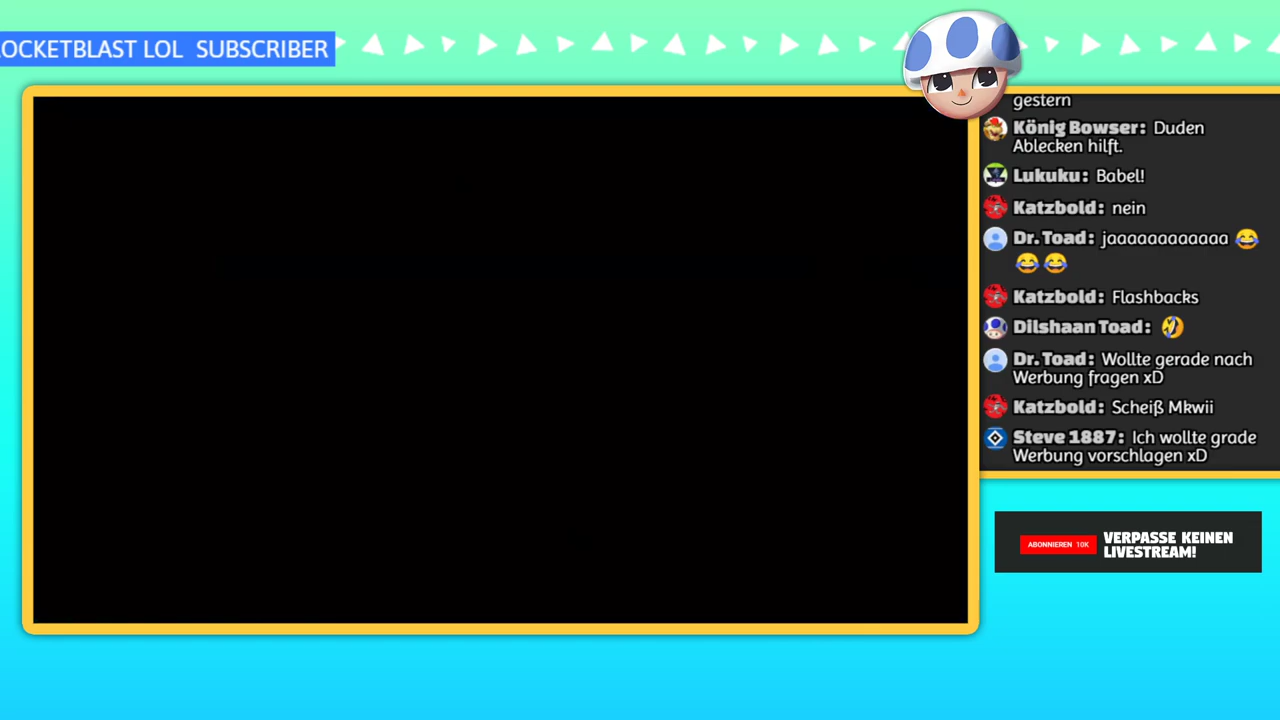 OCKETBLAST LOL SUBSCRIBER
gestern
König Bowser: Duden
Ablecken hilft.
Lukuku: Babel!
Katzbold: nein
Dr. Toad: jaaaaaaaaaaaa 😂
😂😂
Katzbold: Flashbacks
Dilshaan Toad: 🤣
Dr. Toad: Wollte gerade nach
Werbung fragen xD
Katzbold: Scheiß Mkwii
Steve 1887: Ich wollte grade
Werbung vorschlagen xD
ABONNIEREN 10K
VERPASSE KEINEN
LIVESTREAM!